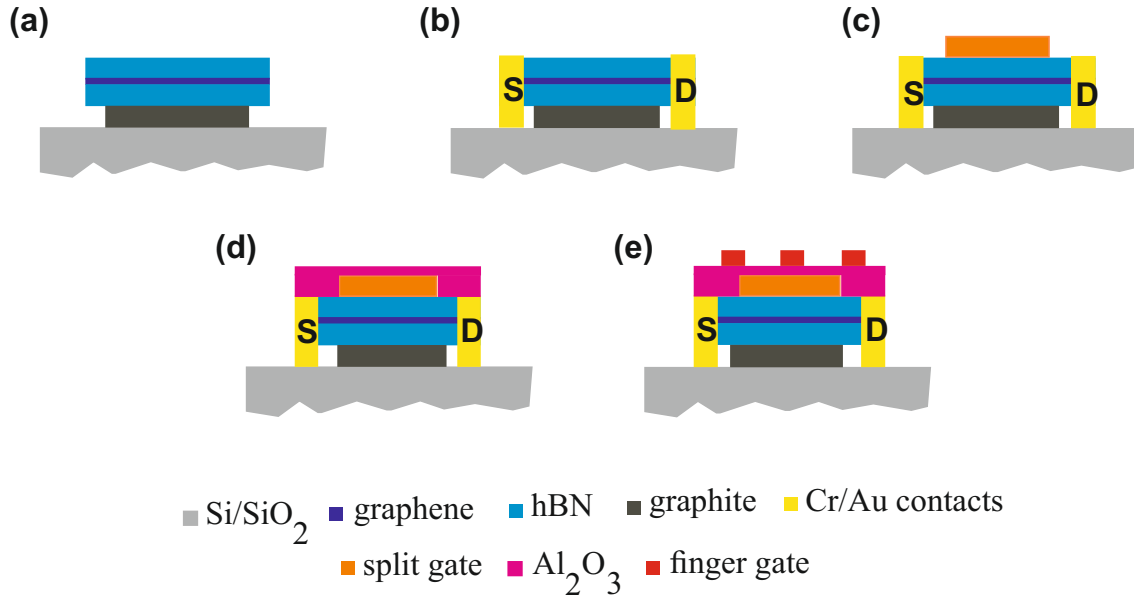 (a)
(b)
(c)
S D
S D
(d)
(e)
S D
S D
Si/SiO2 graphene hBN graphite Cr/Au contacts
split gate Al2O3 finger gate